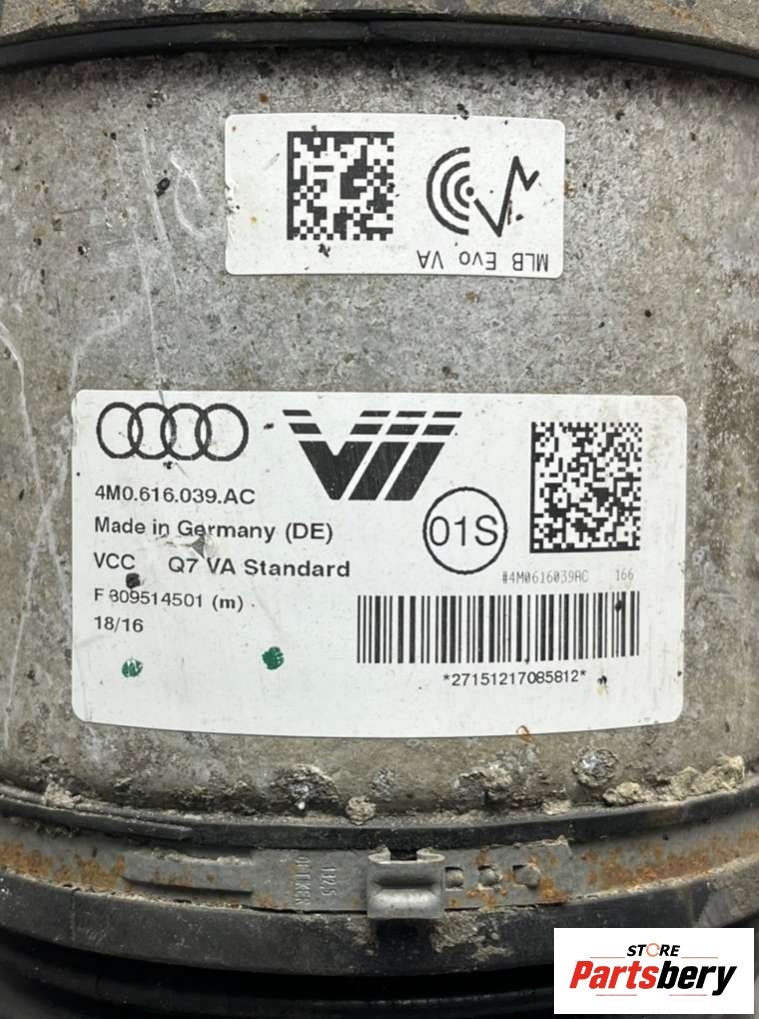 MLB Evo VA
4M0.616.039.AC
Made in Germany (DE)
01S
VCC Q7 VA Standard
#4M0616039AC 166
F 809514501 (m)
18/16
*27151217085812*
STORE
Partsbery